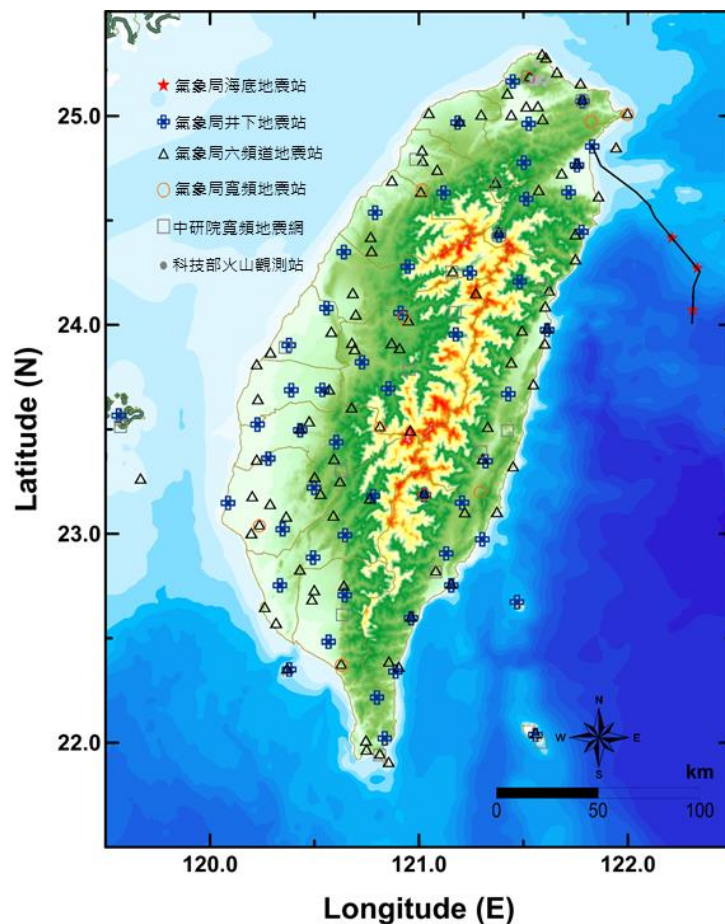 氣象局海底地震站
氣象局井下地震站
氣象局六頻道地震站
氣象局寬頻地震站
中研院寬頻地震網
科技部火山觀測站
25.0
24.0
23.0
22.0
Latitude (N)
N
W
E
S
km
0
50
100
120.0
121.0
122.0
Longitude (E)